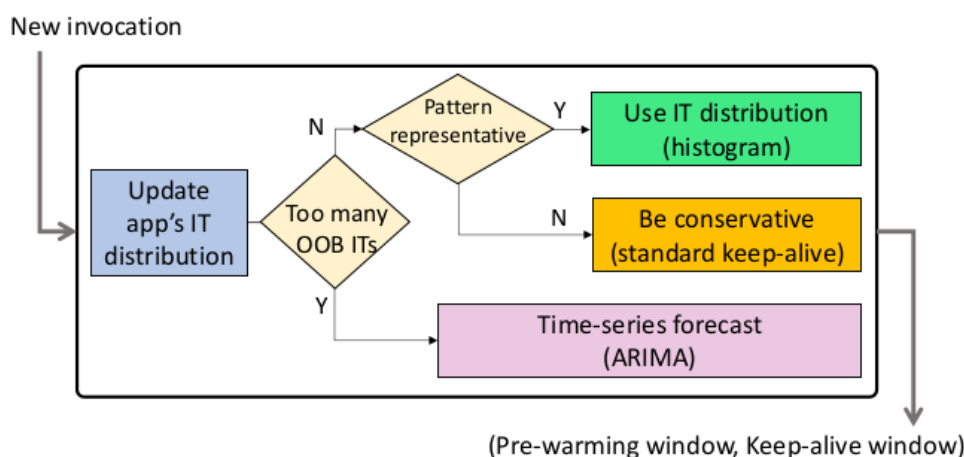 New invocation
Update
app's IT
distribution
Too many
OOB ITs
N
Y
Pattern
representative
Y
N
Use IT distribution
(histogram)
Be conservative
(standard keep-alive)
Time-series forecast
(ARIMA)
(Pre-warming window, Keep-alive window)